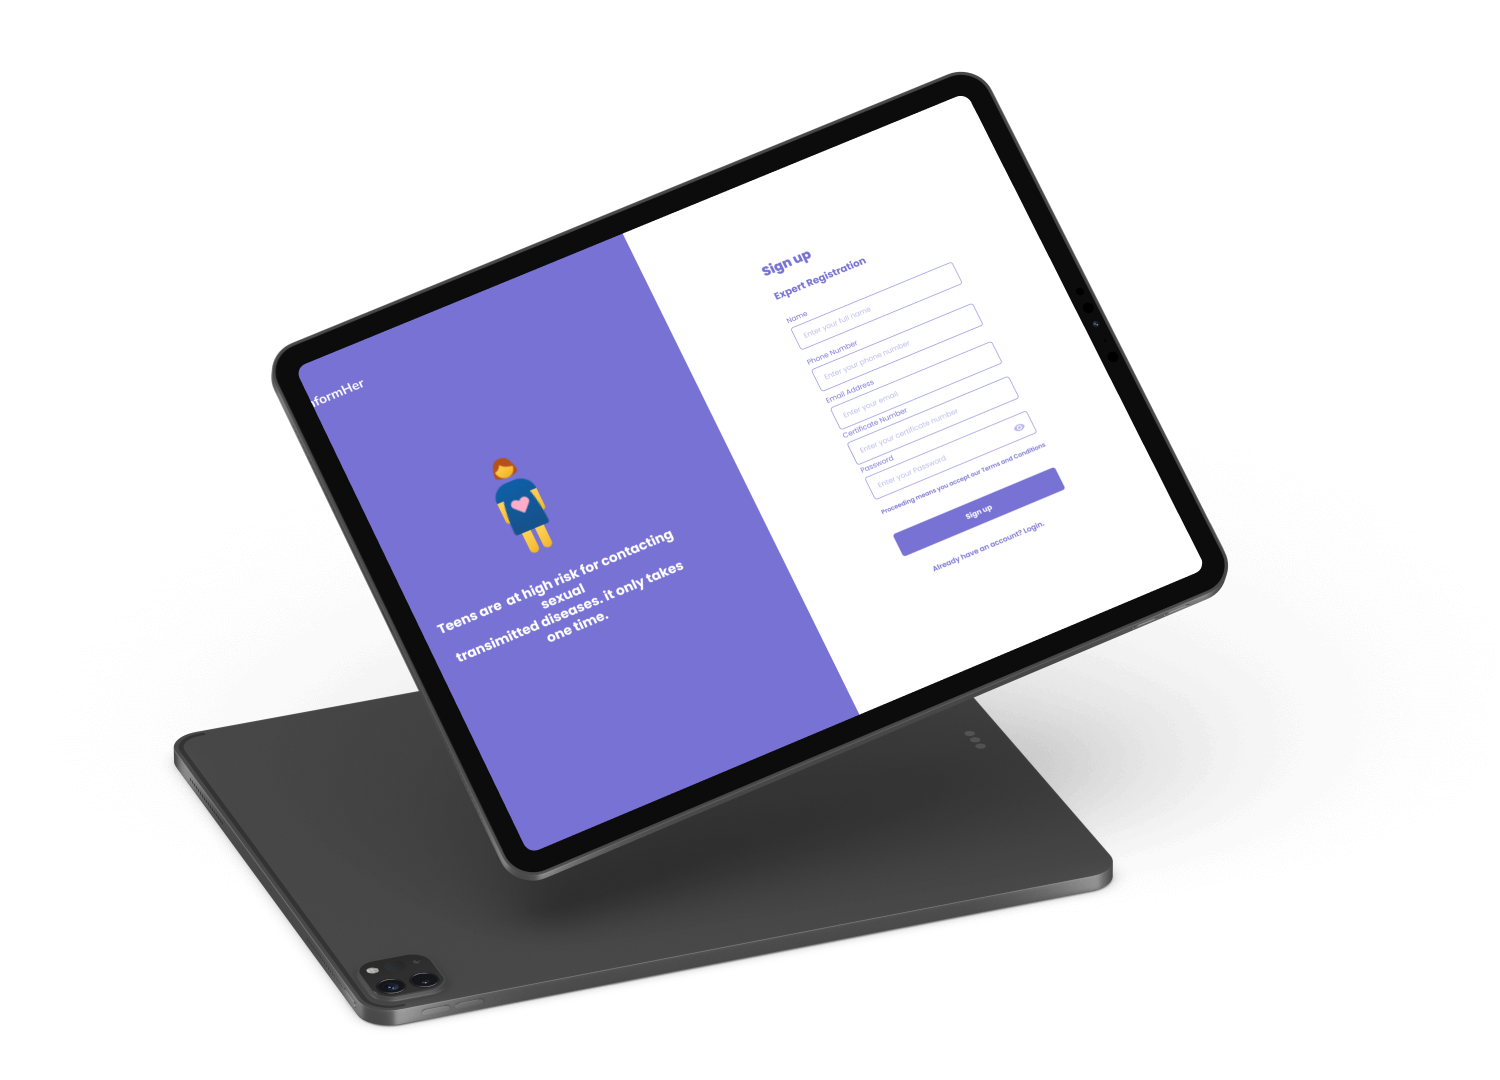 nformHer
Teens are at high risk for contacting
sexual
transimitted diseases. it only takes
one time.
Sign up
Expert Registration
Name
Enter your full name
Phone Number
Enter your phone number
Email Address
Enter your email
Certificate Number
Enter your certificate number
Password
Enter your Password
Proceeding means you accept our Terms and Conditions
Sign up
Already have an account? Login.